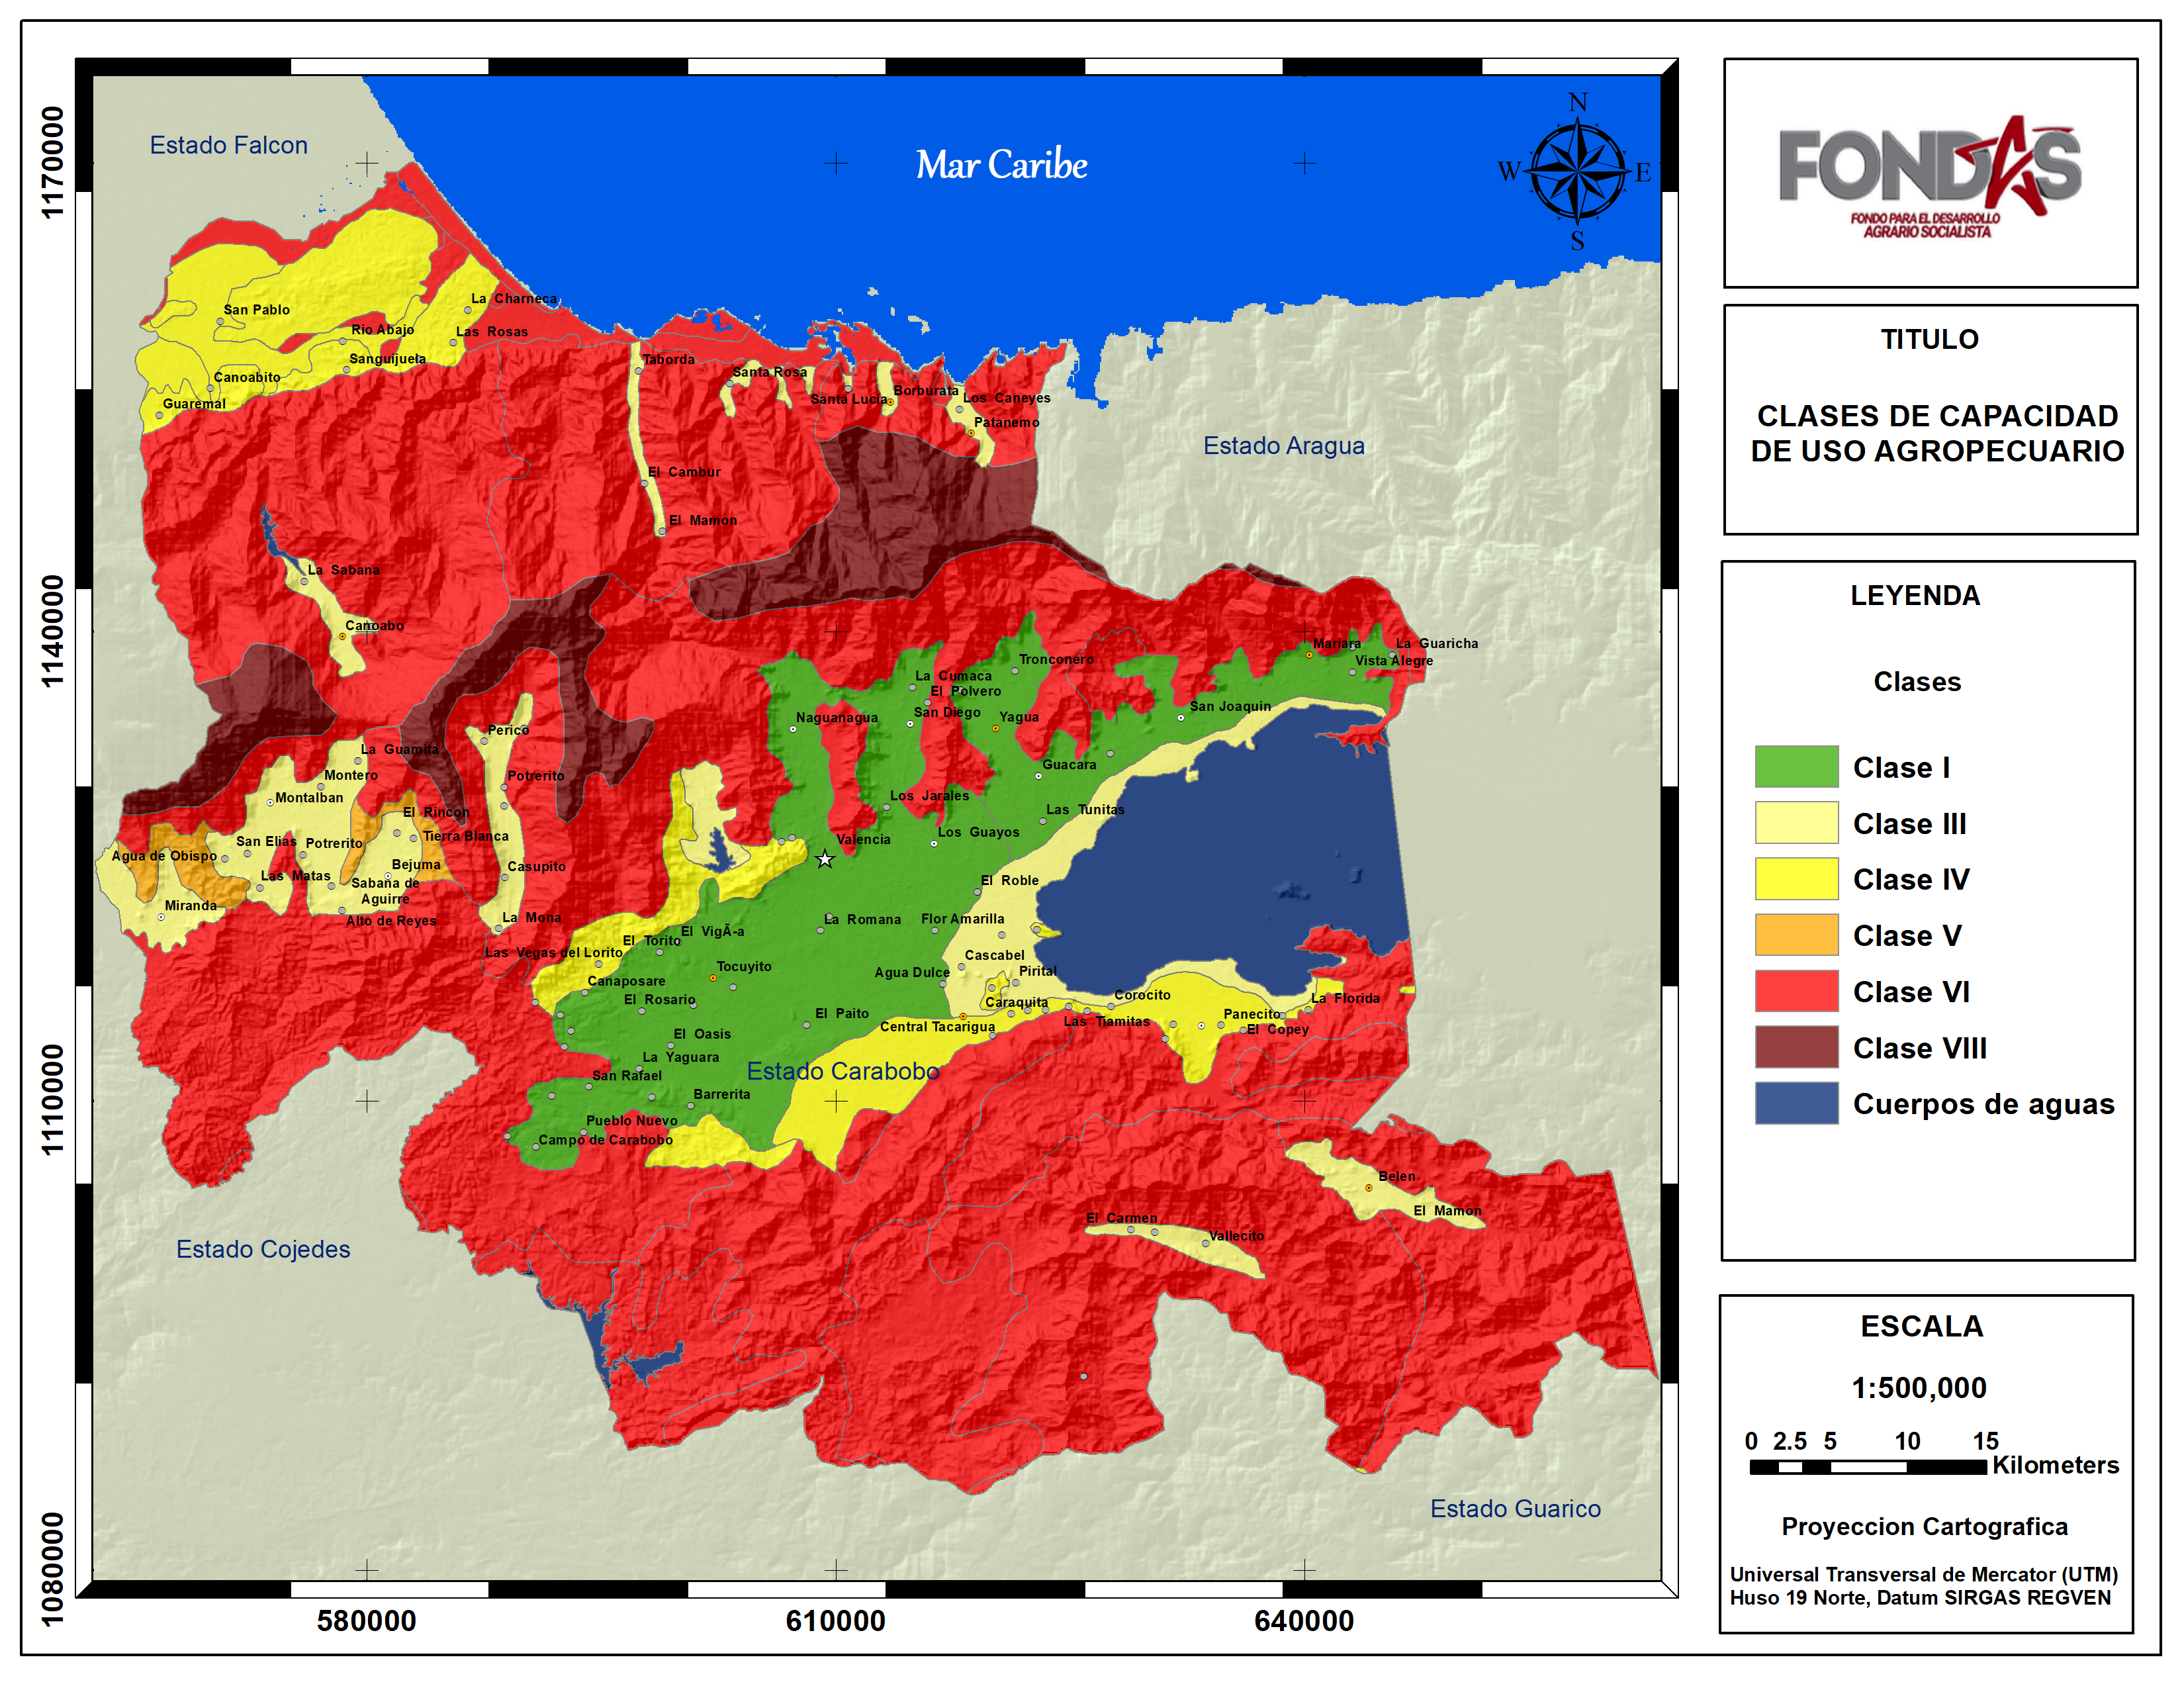 1170000
1140000
1110000
1080000
580000
610000
640000
Estado Falcon
Mar Caribe
N
W
E
S
Estado Aragua
Estado Carabobo
Estado Cojedes
Estado Guarico
La Charneca
San Pablo
Rio Abajo
Las Rosas
Sanguijuela
Canoabito
Guaremal
Taborda
Santa Rosa
Santa Lucia
Borburata
Los Caneyes
Patanemo
El Cambur
El Mamon
La Sabana
Canoabo
Mariara
La Guaricha
Vista Alegre
Tronconero
La Cumaca
El Polvero
San Diego
Yagua
Naguanagua
San Joaquin
Perico
La Guamita
Montero
Potrerito
Montalban
Guacara
Los Jarales
Las Tunitas
El Rincon
Tierra Blanca
San Elias
Potrerito
Agua de Obispo
Valencia
Los Guayos
Bejuma
Casupito
Las Matas
Sabana de
Aguirre
El Roble
Miranda
Alto de Reyes
La Mona
La Romana
Flor Amarilla
El VigÃ-a
El Torito
Las Vegas del Lorito
Cascabel
Tocuyito
Agua Dulce
Pirital
Canaposare
El Rosario
Caraquita
Corocito
La Florida
El Paito
Central Tacarigua
Las Tiamitas
Panecito
El Copey
El Oasis
La Yaguara
San Rafael
Barrerita
Pueblo Nuevo
Campo de Carabobo
Belen
El Mamon
El Carmen
Vallecito
FONDAS
FONDO PARA EL DESARROLLO
AGRARIO SOCIALISTA
TITULO
CLASES DE CAPACIDAD
DE USO AGROPECUARIO
LEYENDA
Clases
Clase I
Clase III
Clase IV
Clase V
Clase VI
Clase VIII
Cuerpos de aguas
ESCALA
1:500,000
0 2.5 5 10 15
Kilometers
Proyeccion Cartografica
Universal Transversal de Mercator (UTM)
Huso 19 Norte, Datum SIRGAS REGVEN